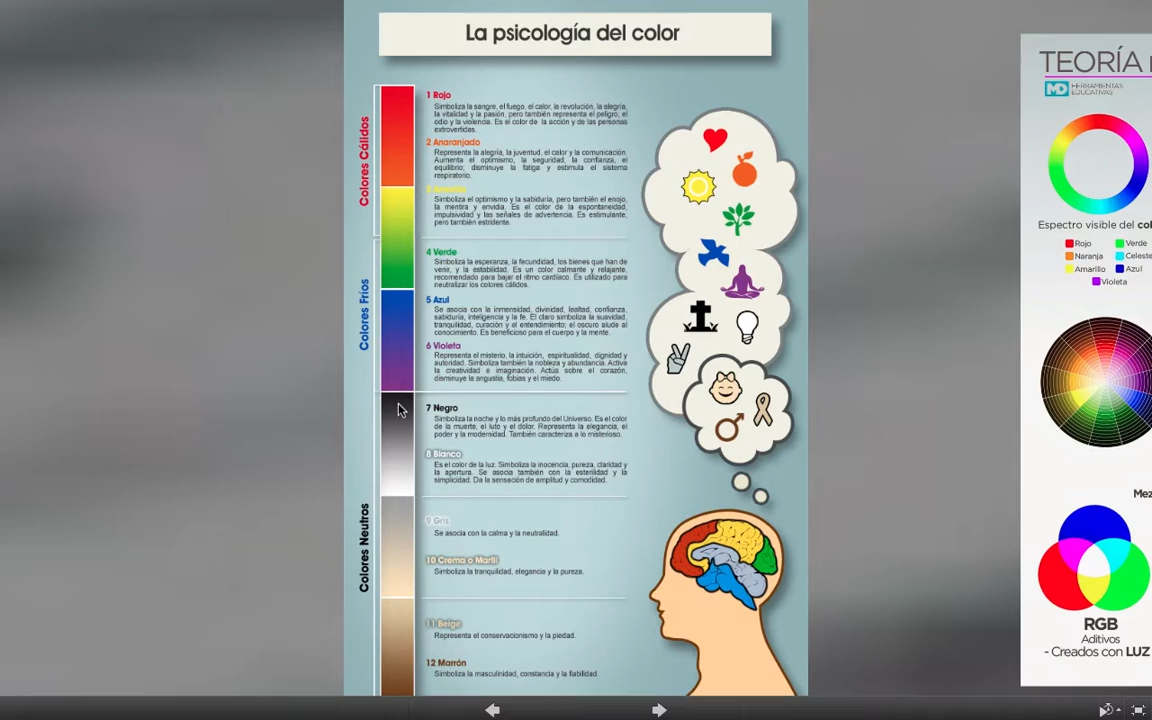 La psicología del color
Colores Cálidos
1 Rojo
Simboliza la sangre, el fuego, el calor, la revolución, la alegría,
la vitalidad y la pasión, pero también representa el peligro, el
odio y la violencia. Es el color de la acción y de las personas
extrovertidas.
2 Anaranjado
Representa la alegría, la juventud, el calor y la comunicación.
Aumenta el optimismo, la seguridad, la confianza, el
equilibrio; disminuye la fatiga y estimula el sistema
respiratorio.
3 Amarillo
Simboliza el optimismo y la sabiduría, pero también el enojo,
la mentira y envidia. Es el color de la espontaneidad,
impulsividad y las señales de advertencia. Es estimulante,
pero también estridente.
Colores Fríos
4 Verde
Simboliza la esperanza, la fecundidad, los bienes que han de
venir, y la estabilidad. Es un color calmante y relajante,
recomendado para bajar el ritmo cardíaco. Es utilizado para
neutralizar los colores cálidos.
5 Azul
Se asocia con la inmensidad, divinidad, lealtad, confianza,
sabiduría, inteligencia y la fe. El claro simboliza la suavidad,
tranquilidad, curación y el entendimiento; el oscuro alude al
conocimiento. Es beneficioso para el cuerpo y la mente.
6 Violeta
Representa el misterio, la intuición, espiritualidad, dignidad y
autoridad. Simboliza también la nobleza y abundancia. Activa
la creatividad e imaginación. Actúa sobre el corazón,
disminuye la angustia, fobias y el miedo.
Colores Neutros
7 Negro
Simboliza la noche y lo más profundo del Universo. Es el color
de la muerte, el luto y el dolor. Representa la elegancia, el
poder y la modernidad. También caracteriza a lo misterioso.
8 Blanco
Es el color de la luz. Simboliza la inocencia, pureza, claridad y
la apertura. Se asocia también con la esterilidad y la
simplicidad. Da la sensación de amplitud y comodidad.
9 Gris
Se asocia con la calma y la neutralidad.
10 Crema o Marfil
Simboliza la tranquilidad, elegancia y la pureza.
11 Beige
Representa el conservacionismo y la piedad.
12 Marrón
Simboliza la masculinidad, constancia y la fiabilidad.
TEORÍA
MD HERRAMIENTAS
EDUCATIVAS
Espectro visible del co
Rojo Verde
Naranja Celeste
Amarillo Azul
Violeta
Mez
RGB
Aditivos
- Creados con LUZ